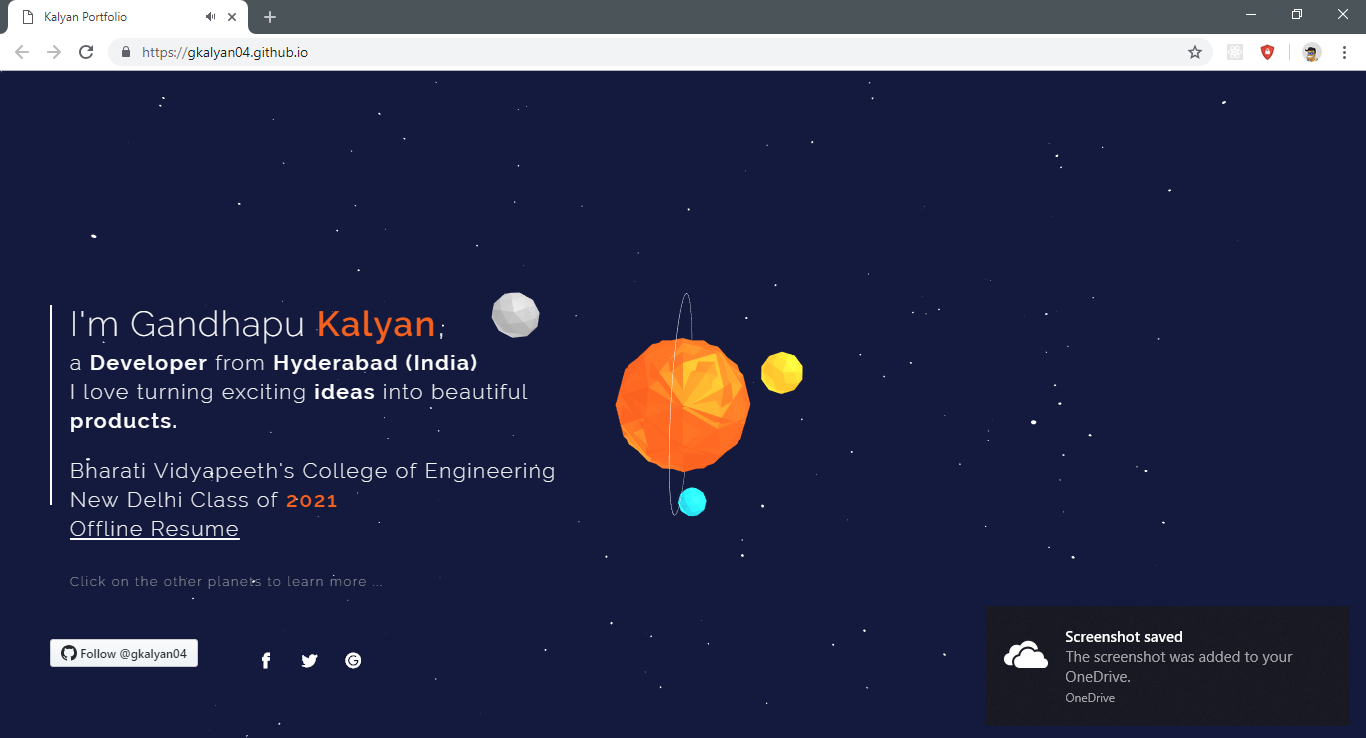 Kalyan Portfolio
https://gkalyan04.github.io
I'm Gandhapu Kalyan,
a Developer from Hyderabad (India)
I love turning exciting ideas into beautiful
products.
Bharati Vidyapeeth's College of Engineering
New Delhi Class of 2021
Offline Resume
Click on the other planets to learn more ...
Follow @gkalyan04
Screenshot saved
The screenshot was added to your
OneDrive.
OneDrive